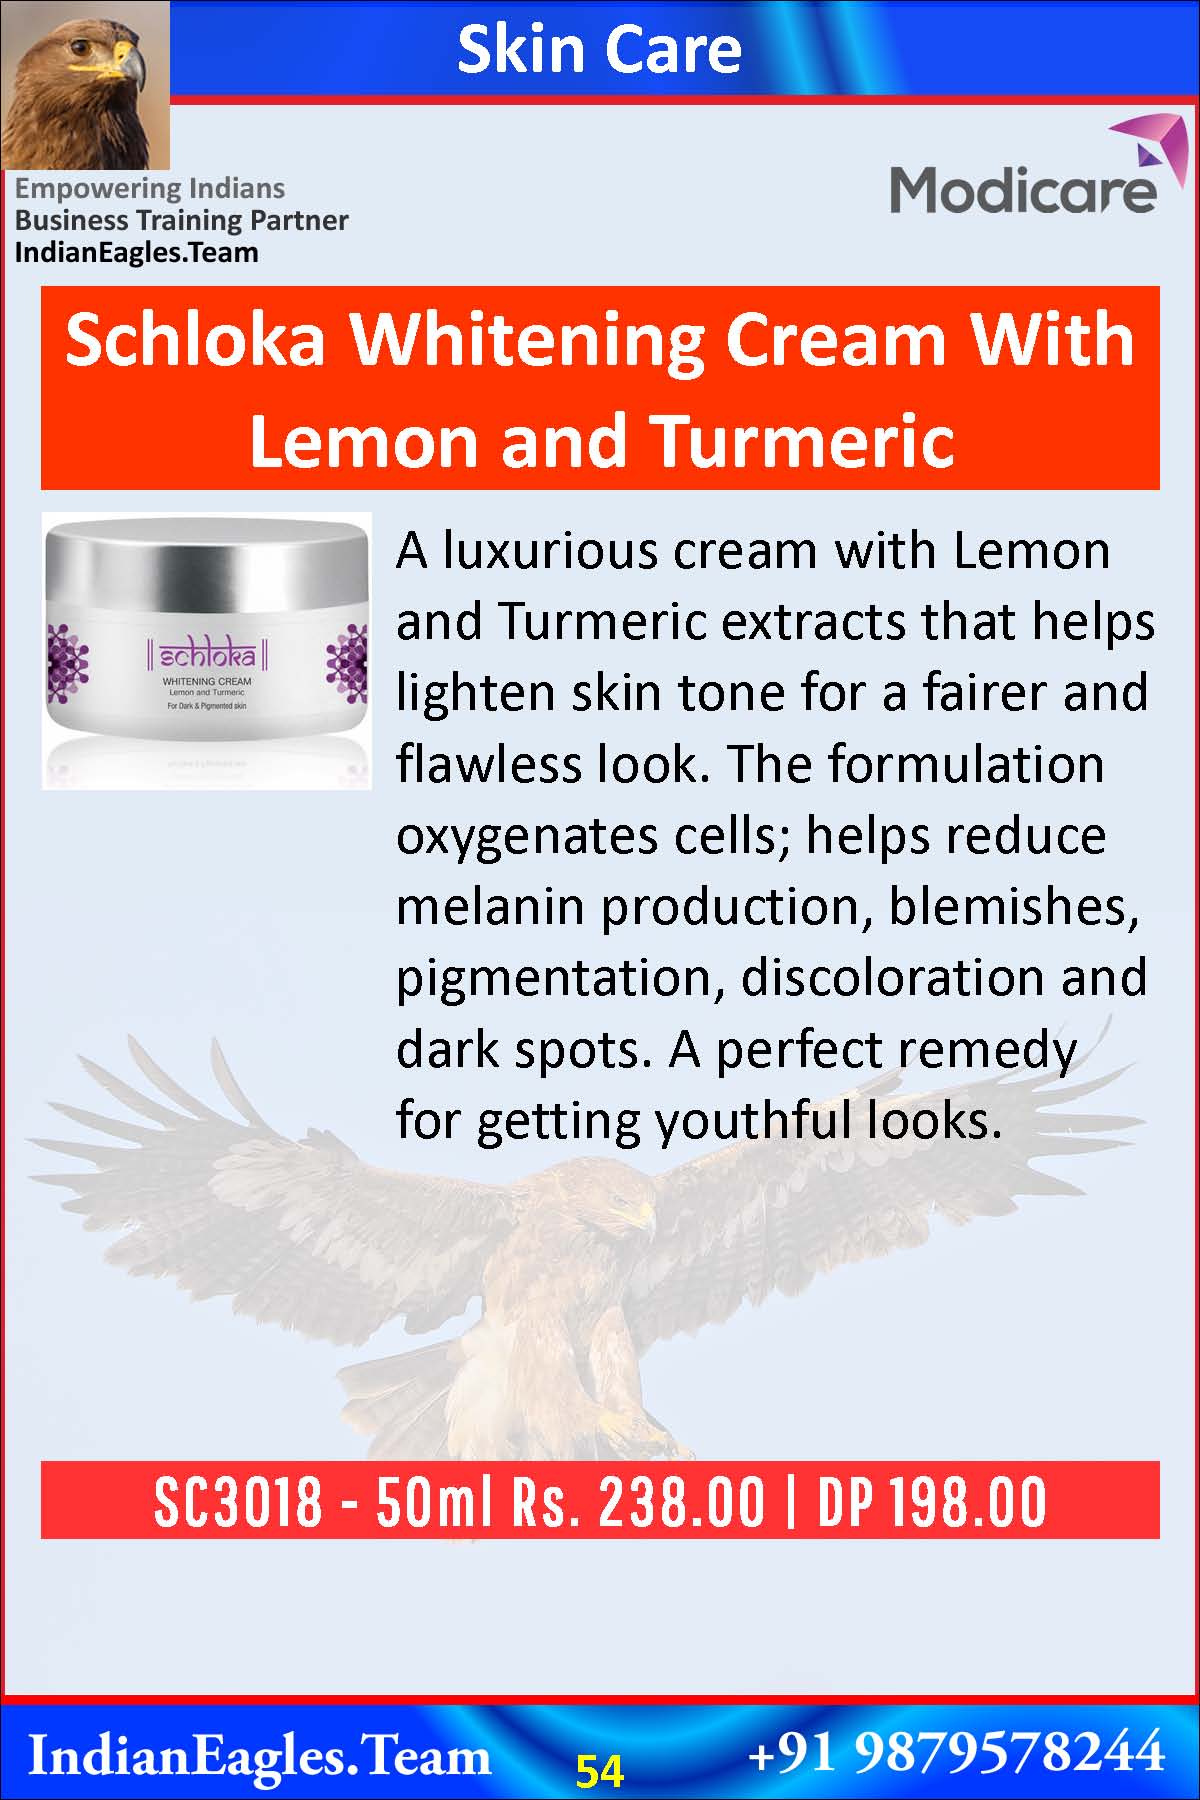 Skin Care
Empowering Indians
Business Training Partner
IndianEagles.Team
Modicare
Schloka Whitening Cream With
Lemon and Turmeric
schloka
WHITENING CREAM
Lemon and Turmeric
For Dark & Pigmented skin
A luxurious cream with Lemon
and Turmeric extracts that helps
lighten skin tone for a fairer and
flawless look. The formulation
oxygenates cells; helps reduce
melanin production, blemishes,
pigmentation, discoloration and
dark spots. A perfect remedy
for getting youthful looks.
SC3018 - 50ml Rs. 238.00 | DP 198.00
IndianEagles.Team
54
+91 9879578244